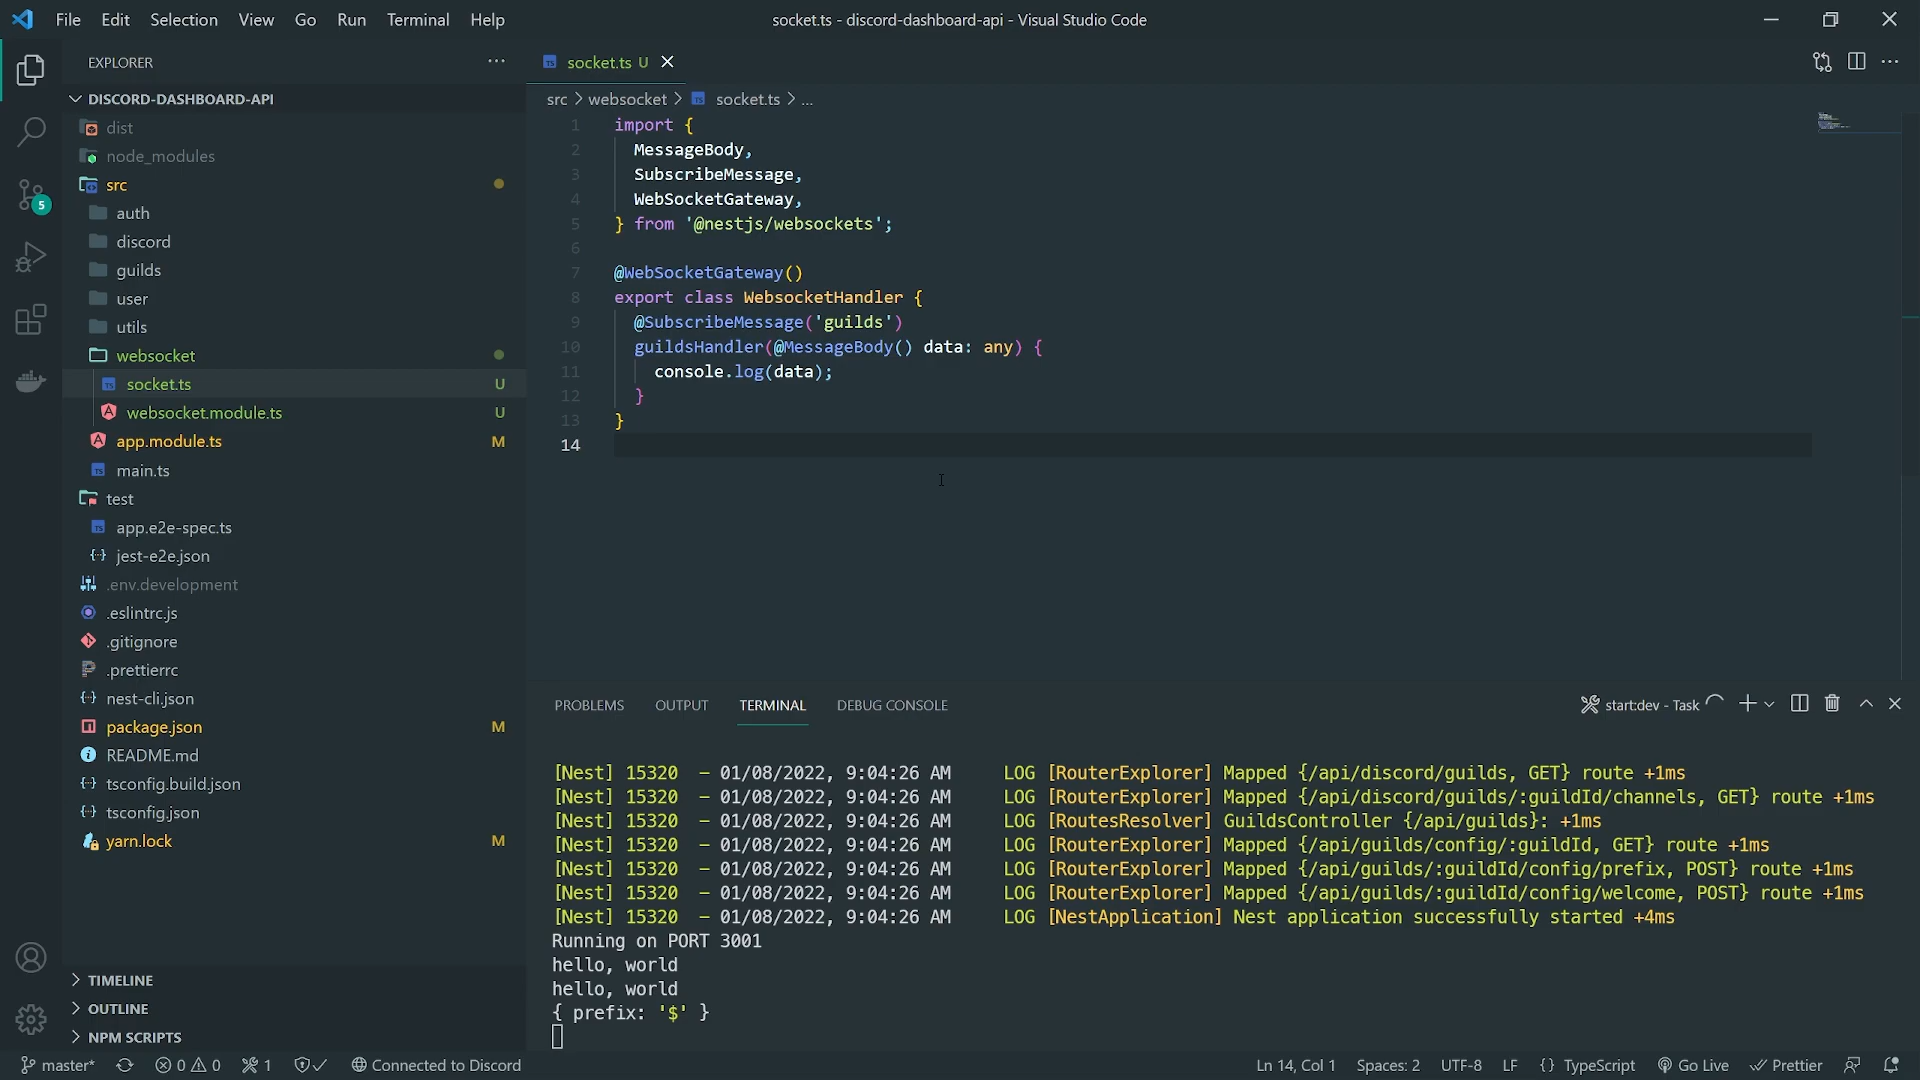 File Edit Selection View Go Run Terminal Help
socket.ts - discord-dashboard-api - Visual Studio Code
EXPLORER
DISCORD-DASHBOARD-API
dist
node_modules
src
auth
discord
guilds
user
utils
websocket
socket.ts U
websocket.module.ts U
app.module.ts M
main.ts
test
app.e2e-spec.ts
jest-e2e.json
.env.development
.eslintrc.js
.gitignore
.prettierrc
nest-cli.json
package.json M
README.md
tsconfig.build.json
tsconfig.json
yarn.lock M
TIMELINE
OUTLINE
NPM SCRIPTS
5
socket.ts U
src > websocket > TS socket.ts > ...
1 import {
2 MessageBody,
3 SubscribeMessage,
4 WebSocketGateway,
5 } from '@nestjs/websockets';
6
7 @WebSocketGateway()
8 export class WebsocketHandler {
9 @SubscribeMessage('guilds')
10 guildsHandler(@MessageBody() data: any) {
11 console.log(data);
12 }
13 }
14
PROBLEMS OUTPUT TERMINAL DEBUG CONSOLE
start:dev - Task
[Nest] 15320 - 01/08/2022, 9:04:26 AM LOG [RouterExplorer] Mapped {/api/discord/guilds, GET} route +1ms
[Nest] 15320 - 01/08/2022, 9:04:26 AM LOG [RouterExplorer] Mapped {/api/discord/guilds/:guildId/channels, GET} route +1ms
[Nest] 15320 - 01/08/2022, 9:04:26 AM LOG [RoutesResolver] GuildsController {/api/guilds}: +1ms
[Nest] 15320 - 01/08/2022, 9:04:26 AM LOG [RouterExplorer] Mapped {/api/guilds/config/:guildId, GET} route +1ms
[Nest] 15320 - 01/08/2022, 9:04:26 AM LOG [RouterExplorer] Mapped {/api/guilds/:guildId/config/prefix, POST} route +1ms
[Nest] 15320 - 01/08/2022, 9:04:26 AM LOG [RouterExplorer] Mapped {/api/guilds/:guildId/config/welcome, POST} route +1ms
[Nest] 15320 - 01/08/2022, 9:04:26 AM LOG [NestApplication] Nest application successfully started +4ms
Running on PORT 3001
hello, world
hello, world
{ prefix: '$' }
master* 0 0 1 Connected to Discord Ln 14, Col 1 Spaces: 2 UTF-8 LF {} TypeScript Go Live Prettier